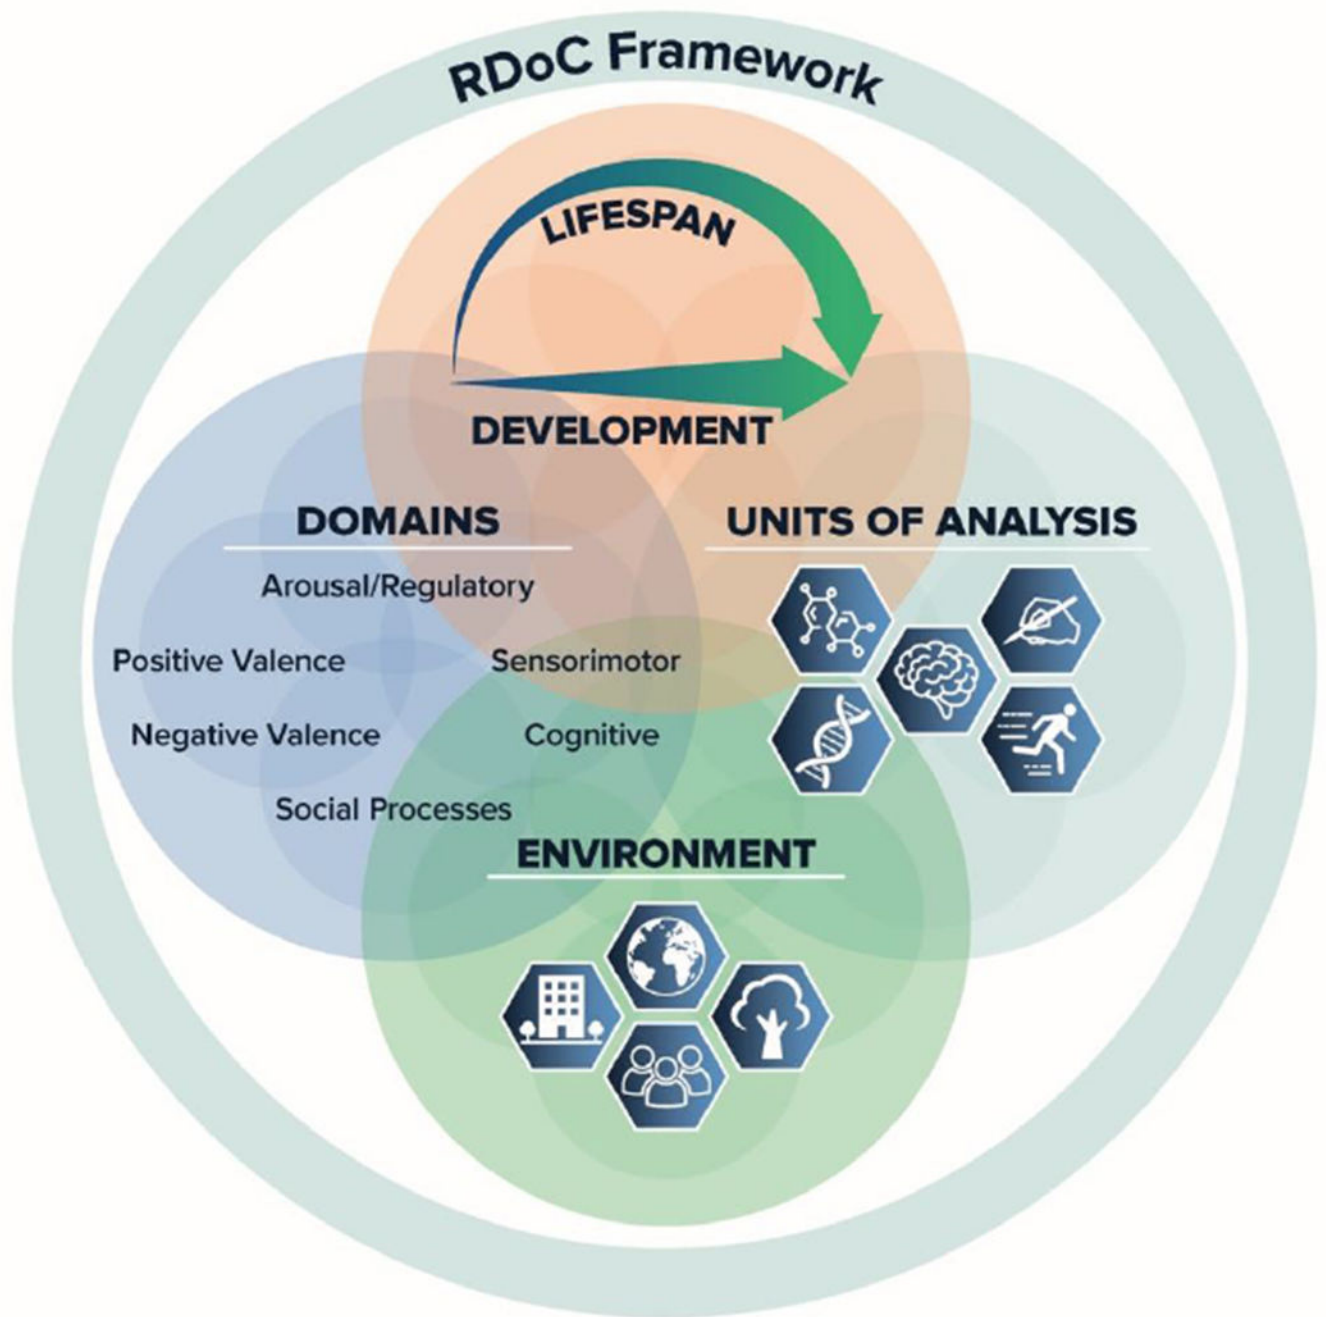 RDoC Framework
LIFESPAN
DEVELOPMENT
DOMAINS
Arousal/Regulatory
Positive Valence
Sensorimotor
Negative Valence
Cognitive
Social Processes
UNITS OF ANALYSIS
ENVIRONMENT